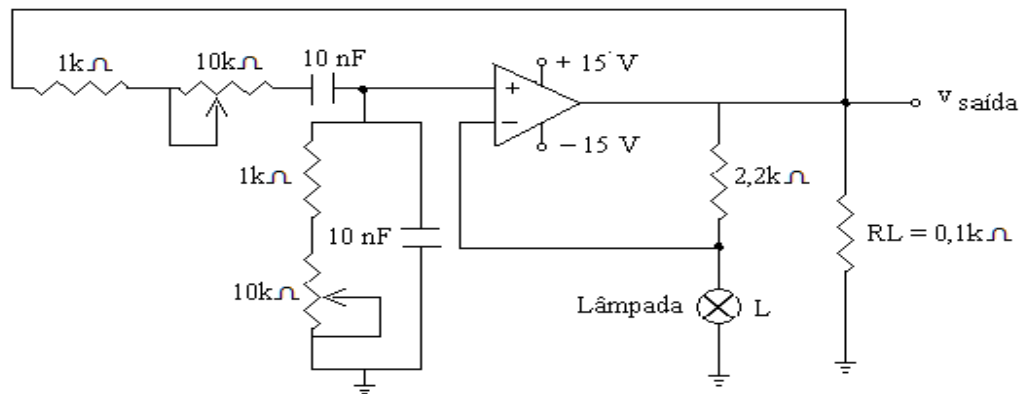 1kΩ
10kΩ
10 nF
+
−
+ 15 V
− 15 V
v saída
1kΩ
10 nF
10kΩ
2,2kΩ
RL = 0,1kΩ
Lâmpada
L